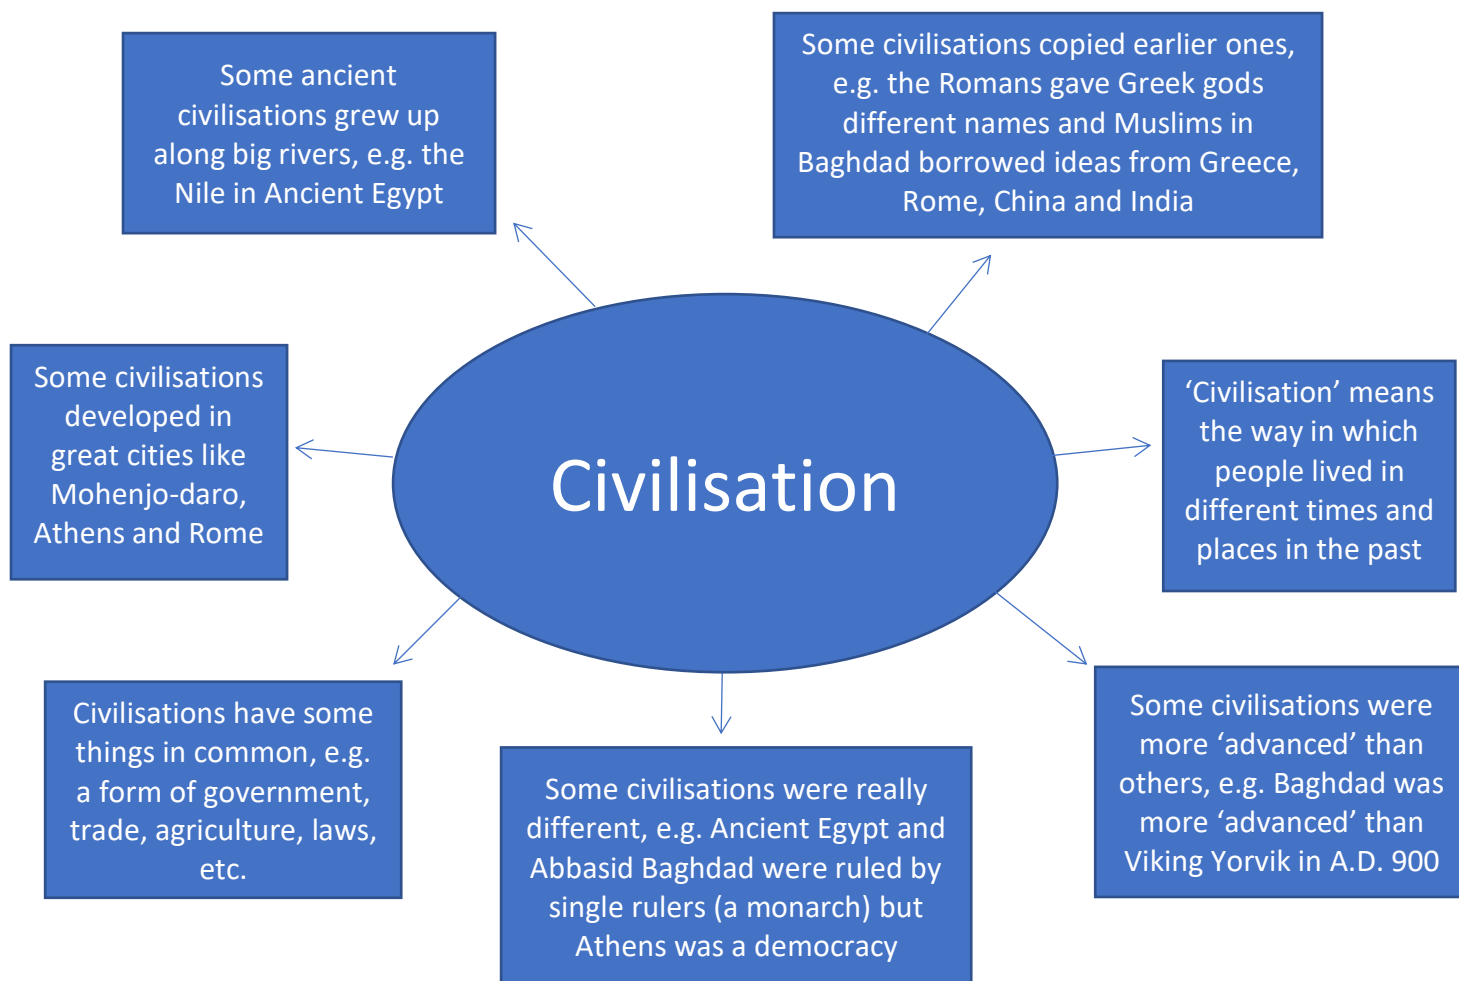 Some ancient
civilisations grew up
along big rivers, e.g. the
Nile in Ancient Egypt
Some civilisations copied earlier ones,
e.g. the Romans gave Greek gods
different names and Muslims in
Baghdad borrowed ideas from Greece,
Rome, China and India
Some civilisations
developed in
great cities like
Mohenjo-daro,
Athens and Rome
Civilisation
‘Civilisation’ means
the way in which
people lived in
different times and
places in the past
Civilisations have some
things in common, e.g.
a form of government,
trade, agriculture, laws,
etc.
Some civilisations were really
different, e.g. Ancient Egypt and
Abbasid Baghdad were ruled by
single rulers (a monarch) but
Athens was a democracy
Some civilisations were
more ‘advanced’ than
others, e.g. Baghdad was
more ‘advanced’ than
Viking Yorvik in A.D. 900